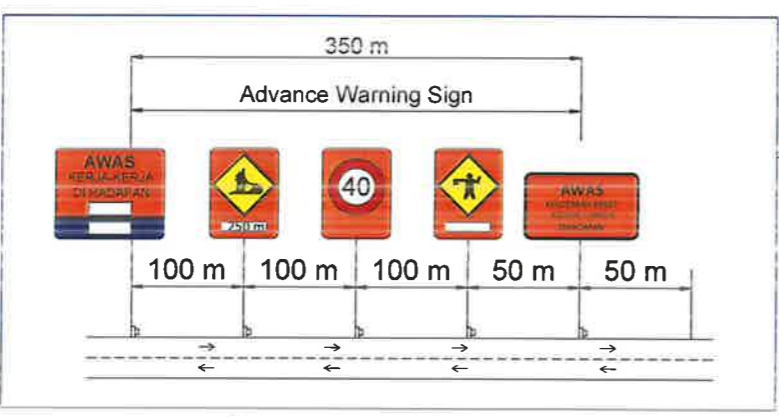 350 m
Advance Warning Sign
AWAS
KERJA-KERJA
DI HADAPAN
250 m
40
AWAS
100 m
100 m
100 m
50 m
50 m